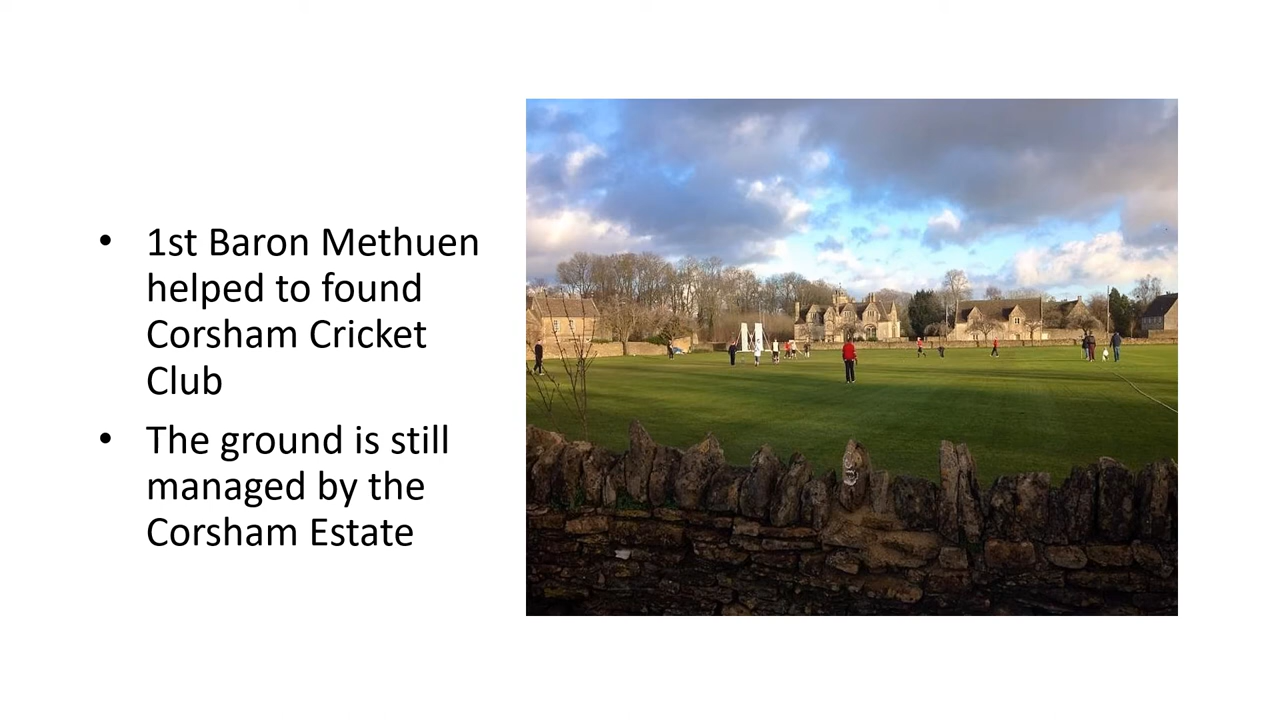 • 1st Baron Methuen
helped to found
Corsham Cricket
Club
• The ground is still
managed by the
Corsham Estate